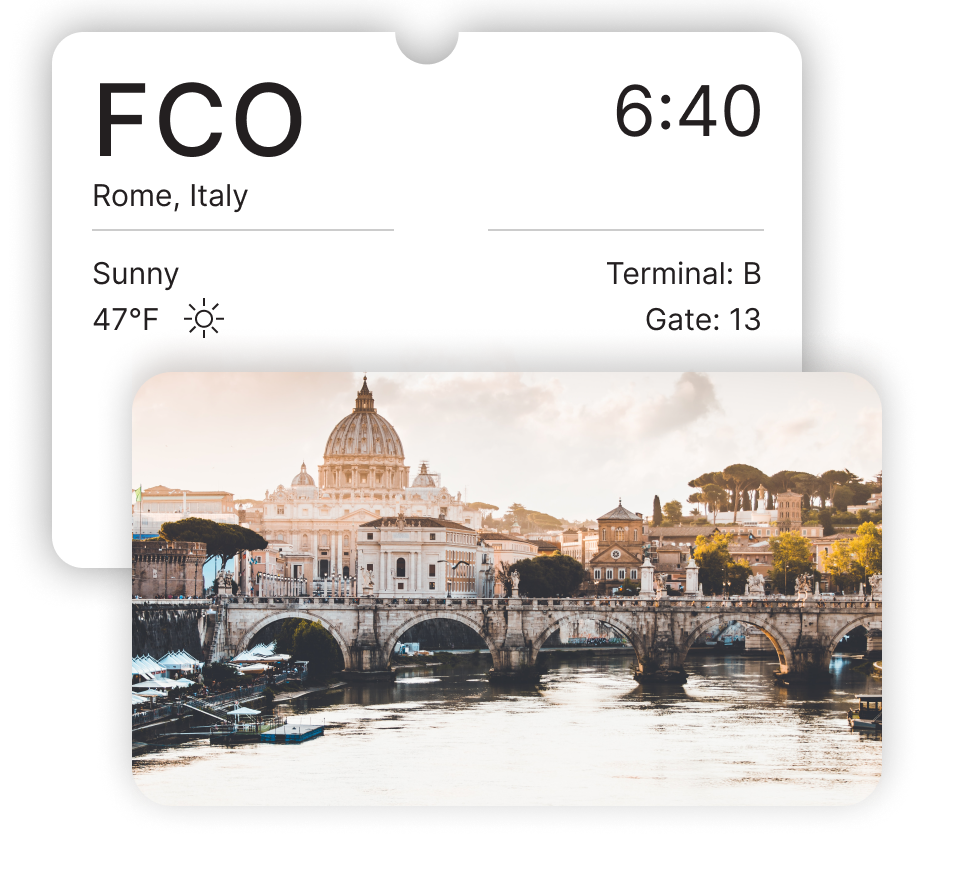 FCO
6:40
Rome, Italy
Sunny
Terminal: B
47°F
Gate: 13